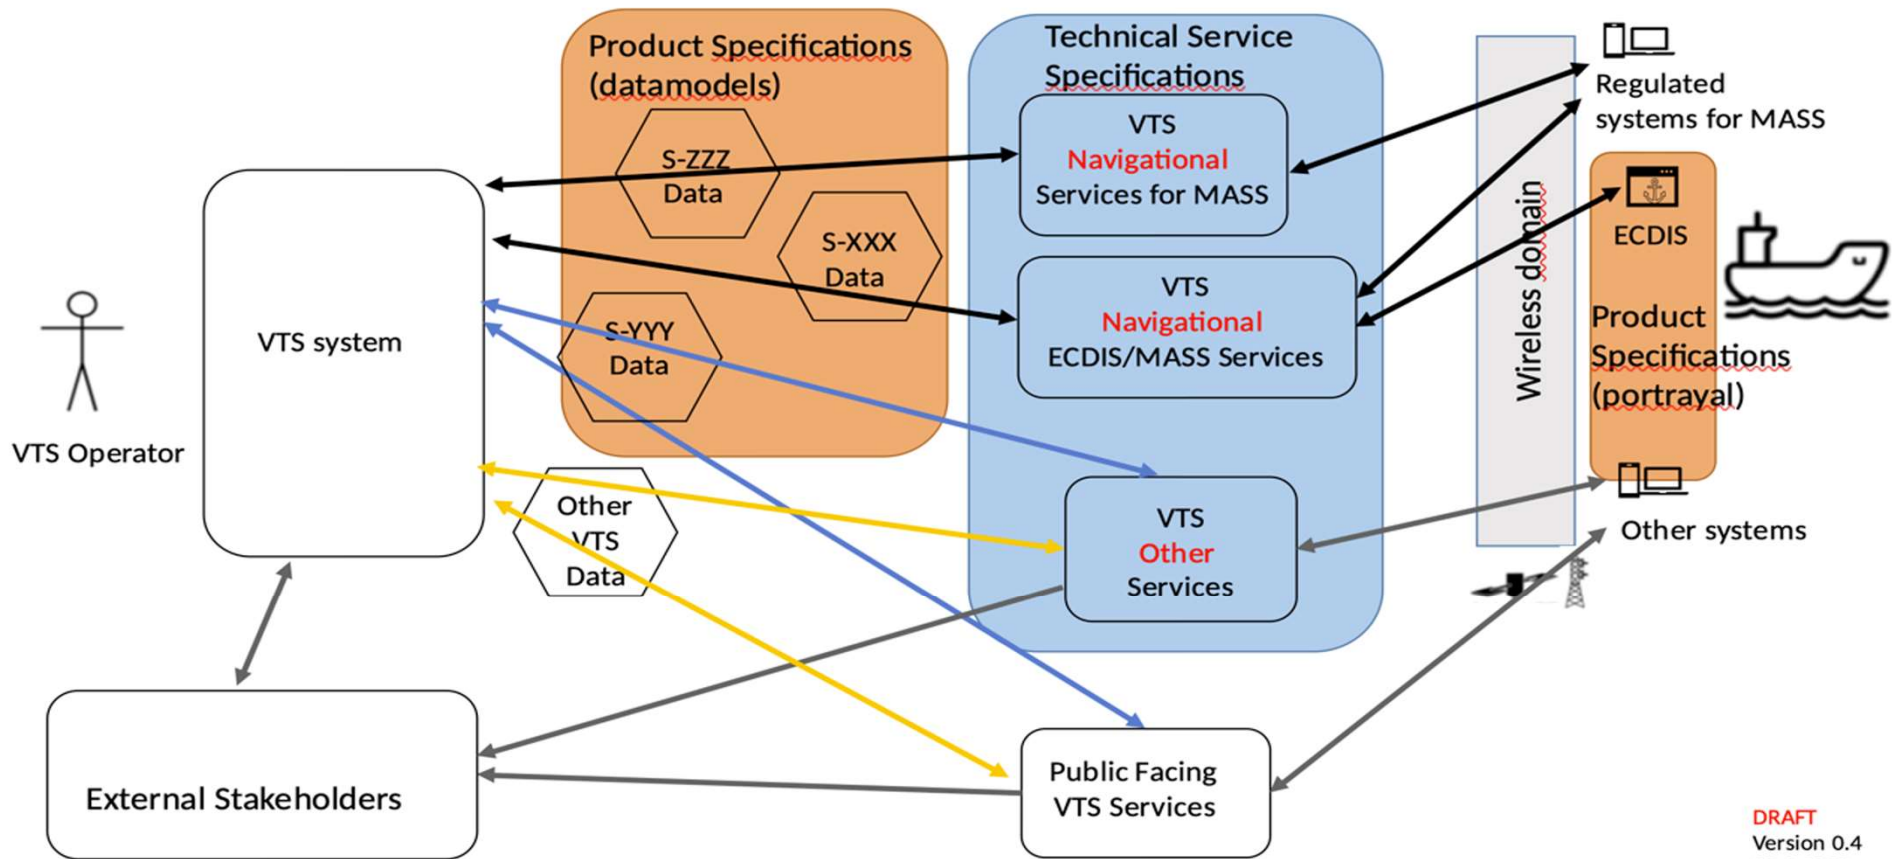 Product Specifications
(datamodels)
S-ZZZ
Data
S-XXX
Data
S-YYY
Data
Other
VTS
Data
VTS system
VTS Operator
External Stakeholders
Technical Service
Specifications
VTS
Navigational
Services for MASS
VTS
Navigational
ECDIS/MASS Services
VTS
Other
Services
Public Facing
VTS Services
Wireless domain
Regulated
systems for MASS
ECDIS
Product
Specifications
(portrayal)
Other systems
DRAFT
Version 0.4